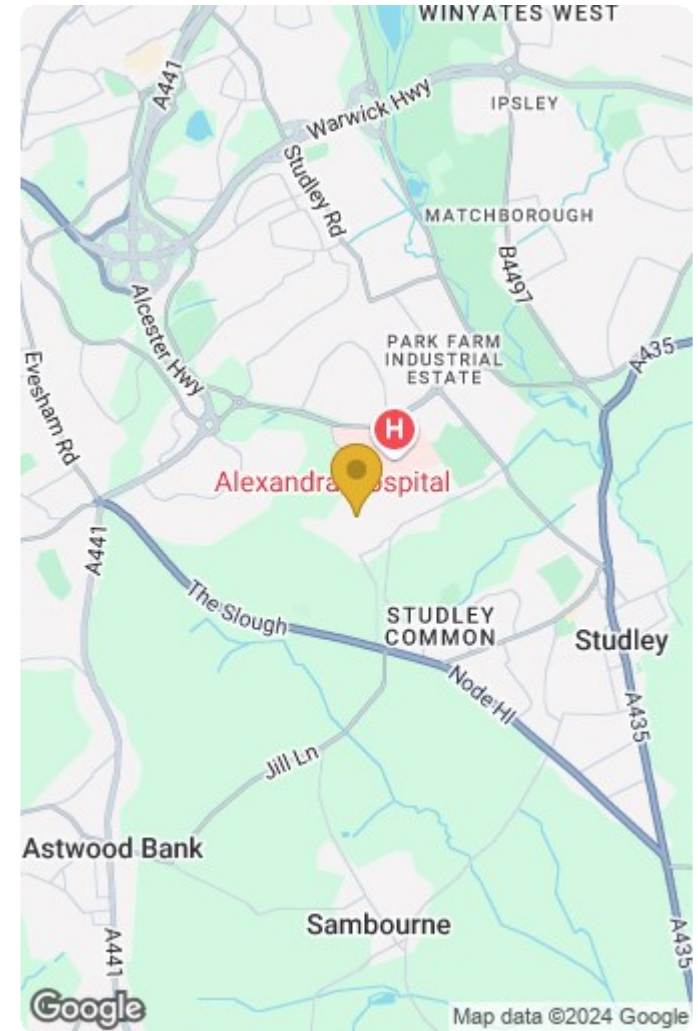 WINYATES WEST
A441
Warwick Hwy
IPSLEY
Studley Rd
MATCHBOROUGH
B4497
Alcester Hwy
PARK FARM
INDUSTRIAL
ESTATE
A435
Evesham Rd
H
Alexandra Hospital
A441
The Slough
STUDLEY
COMMON
Studley
Node Hl
A435
Jill Ln
Astwood Bank
Sambourne
A441
A435
Google
Map data ©2024 Google